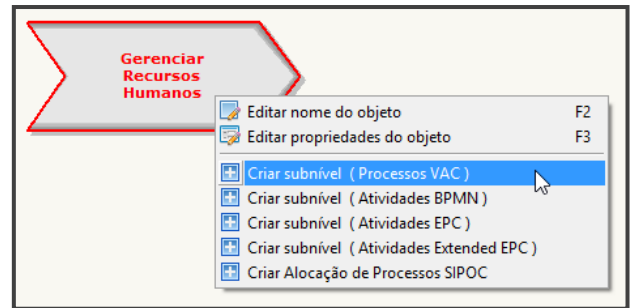 Gerenciar
Recursos
Humanos
Editar nome do objeto F2
Editar propriedades do objeto F3
Criar subnível ( Processos VAC )
Criar subnível ( Atividades BPMN )
Criar subnível ( Atividades EPC )
Criar subnível ( Atividades Extended EPC )
Criar Alocação de Processos SIPOC